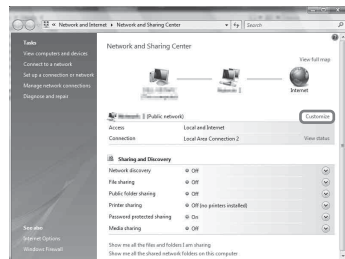 « Network and Internet ▸ Network and Sharing Center
Search
Tasks
View computers and devices
Connect to a network
Set up a connection or network
Manage network connections
Diagnose and repair
See also
Internet Options
Windows Firewall
Network and Sharing Center
View full map
Internet
(Public network)
Customize
Access Local and Internet
Connection Local Area Connection 2 View status
Sharing and Discovery
Network discovery Off
File sharing Off
Public folder sharing Off
Printer sharing Off (no printers installed)
Password protected sharing On
Media sharing Off
Show me all the files and folders I am sharing
Show me all the shared network folders on this computer